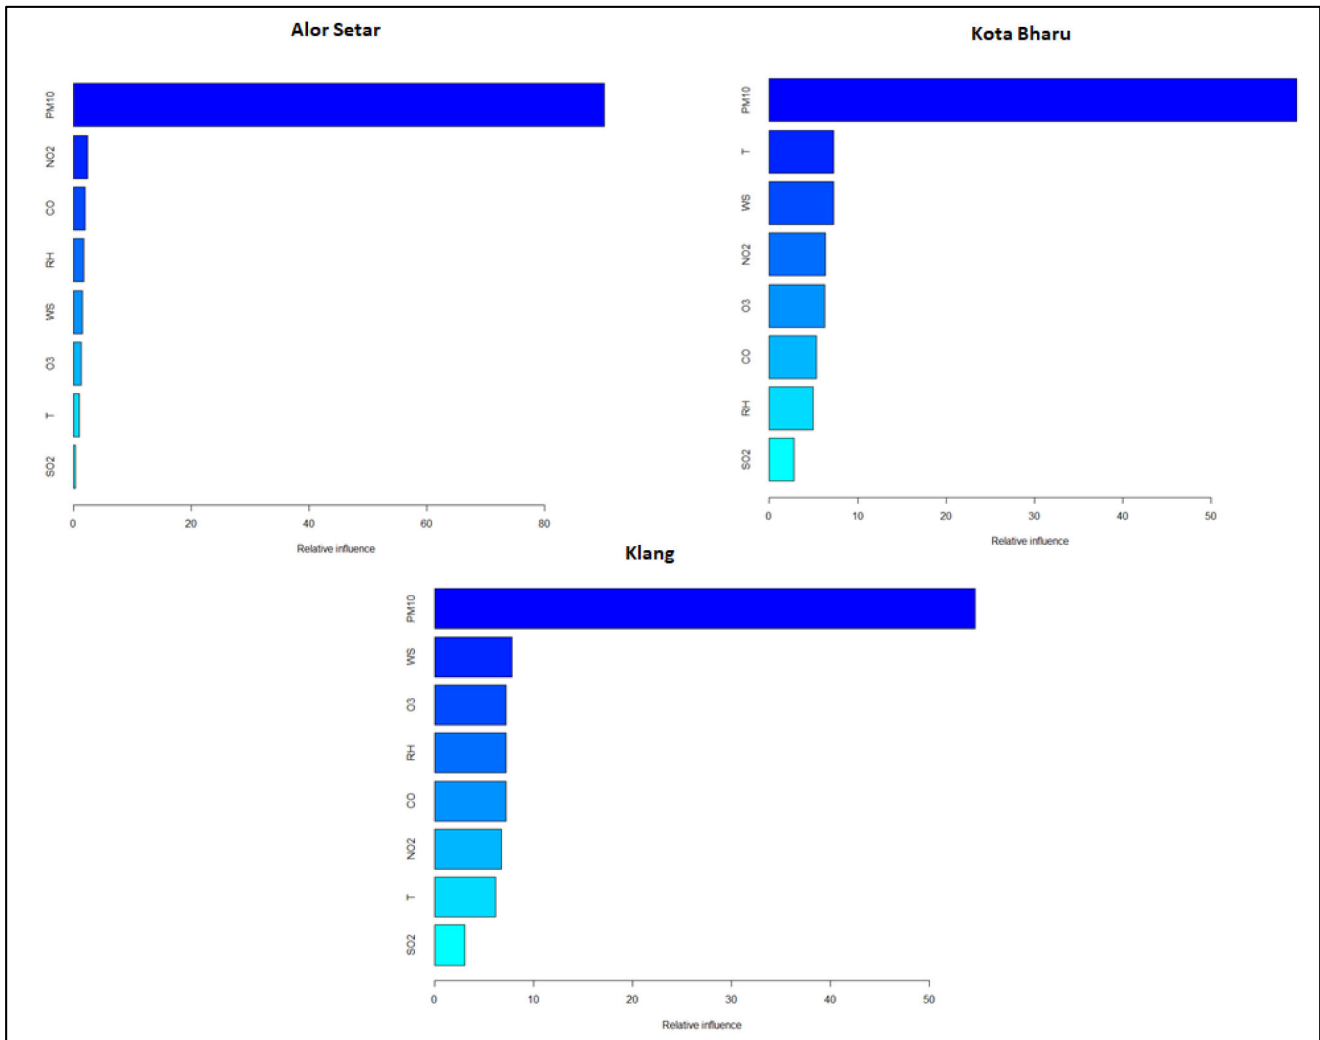 Alor Setar
PM10
NO2
CO
RH
WS
O3
T
SO2
0 20 40 60 80
Relative influence
Kota Bharu
PM10
T
WS
NO2
O3
CO
RH
SO2
0 10 20 30 40 50
Relative influence
Klang
PM10
WS
O3
RH
CO
NO2
T
SO2
0 10 20 30 40 50
Relative influence